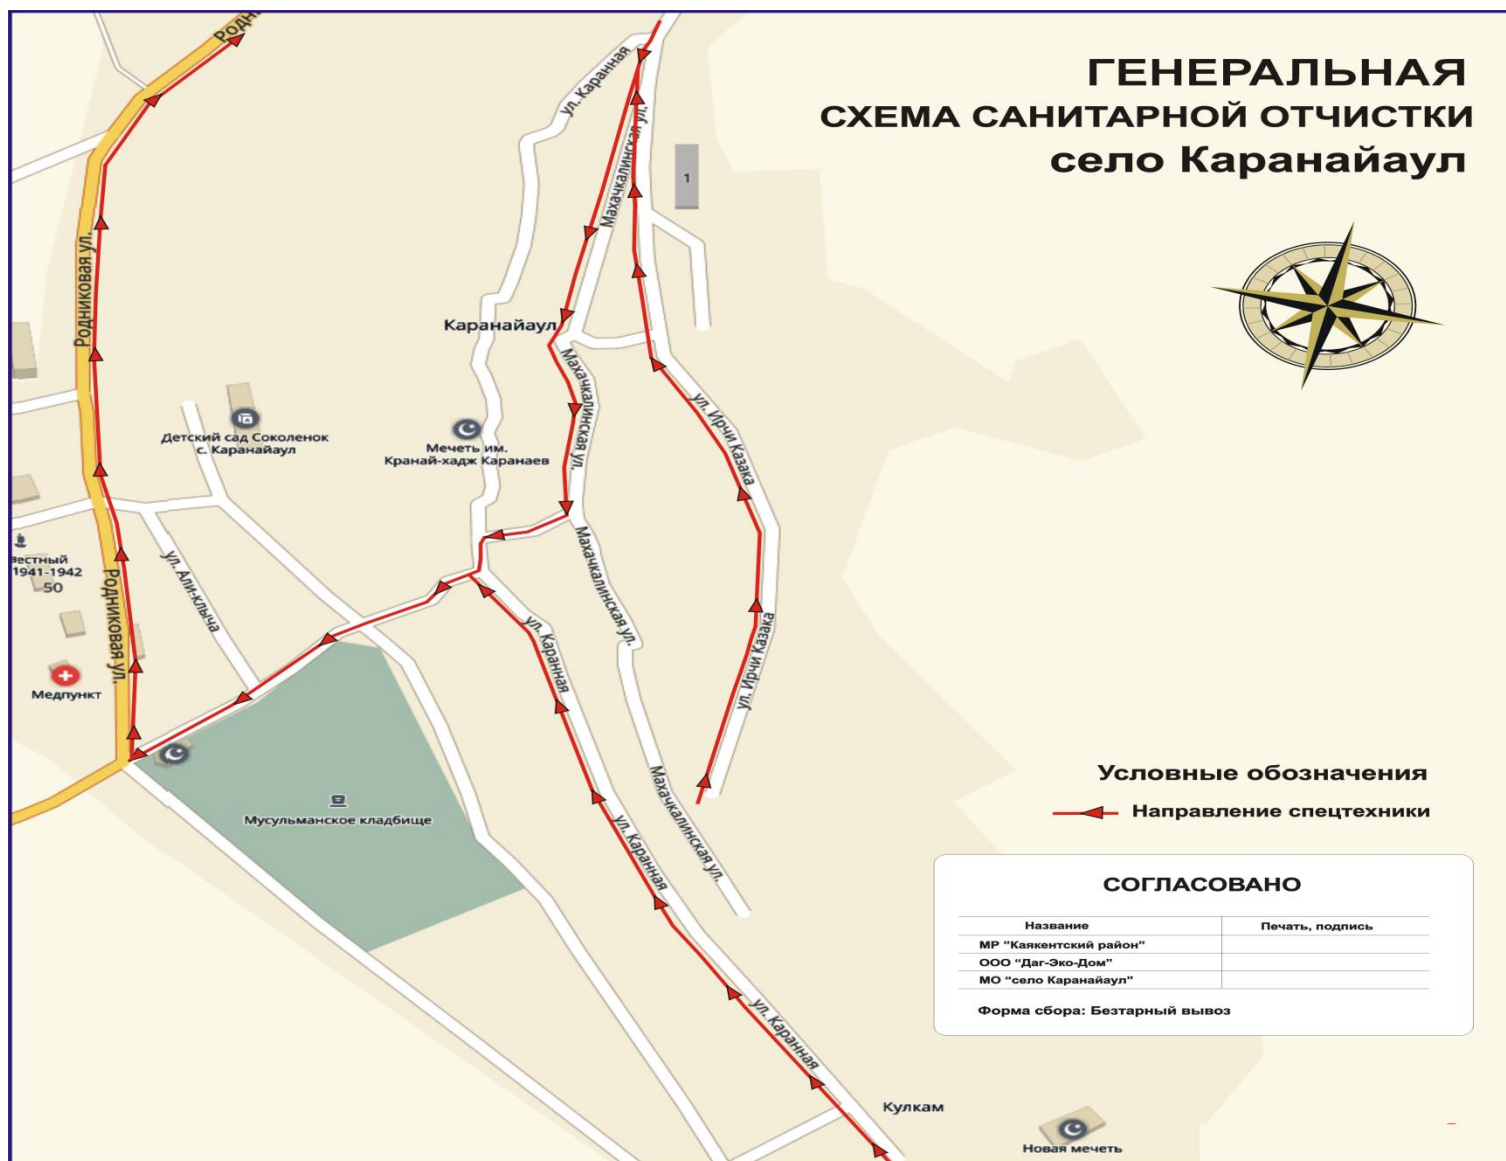 ГЕНЕРАЛЬНАЯ
СХЕМА САНИТАРНОЙ ОТЧИСТКИ
село Каранайаул
ул. Каранная
Махачкалинская ул.
1
Родниковая ул.
Каранайаул
Махачкалинская ул.
ул. Ирчи Казака
Детский сад Соколенок
с. Каранайаул
Мечеть им.
Кранай-хадж Каранаев
вестный
1941-1942
50
ул. Али-клыча
Родниковая ул.
Махачкалинская ул.
ул. Каранная
ул. Ирчи Казака
Медпункт
Мусульманское кладбище
ул. Каранная
Махачкалинская ул.
ул. Каранная
Кулкам
Новая мечеть
Условные обозначения
Направление спецтехники
СОГЛАСОВАНО
Название Печать, подпись
МР "Каякентский район"
ООО "Даг-Эко-Дом"
МО "село Каранайаул"
Форма сбора: Безтарный вывоз